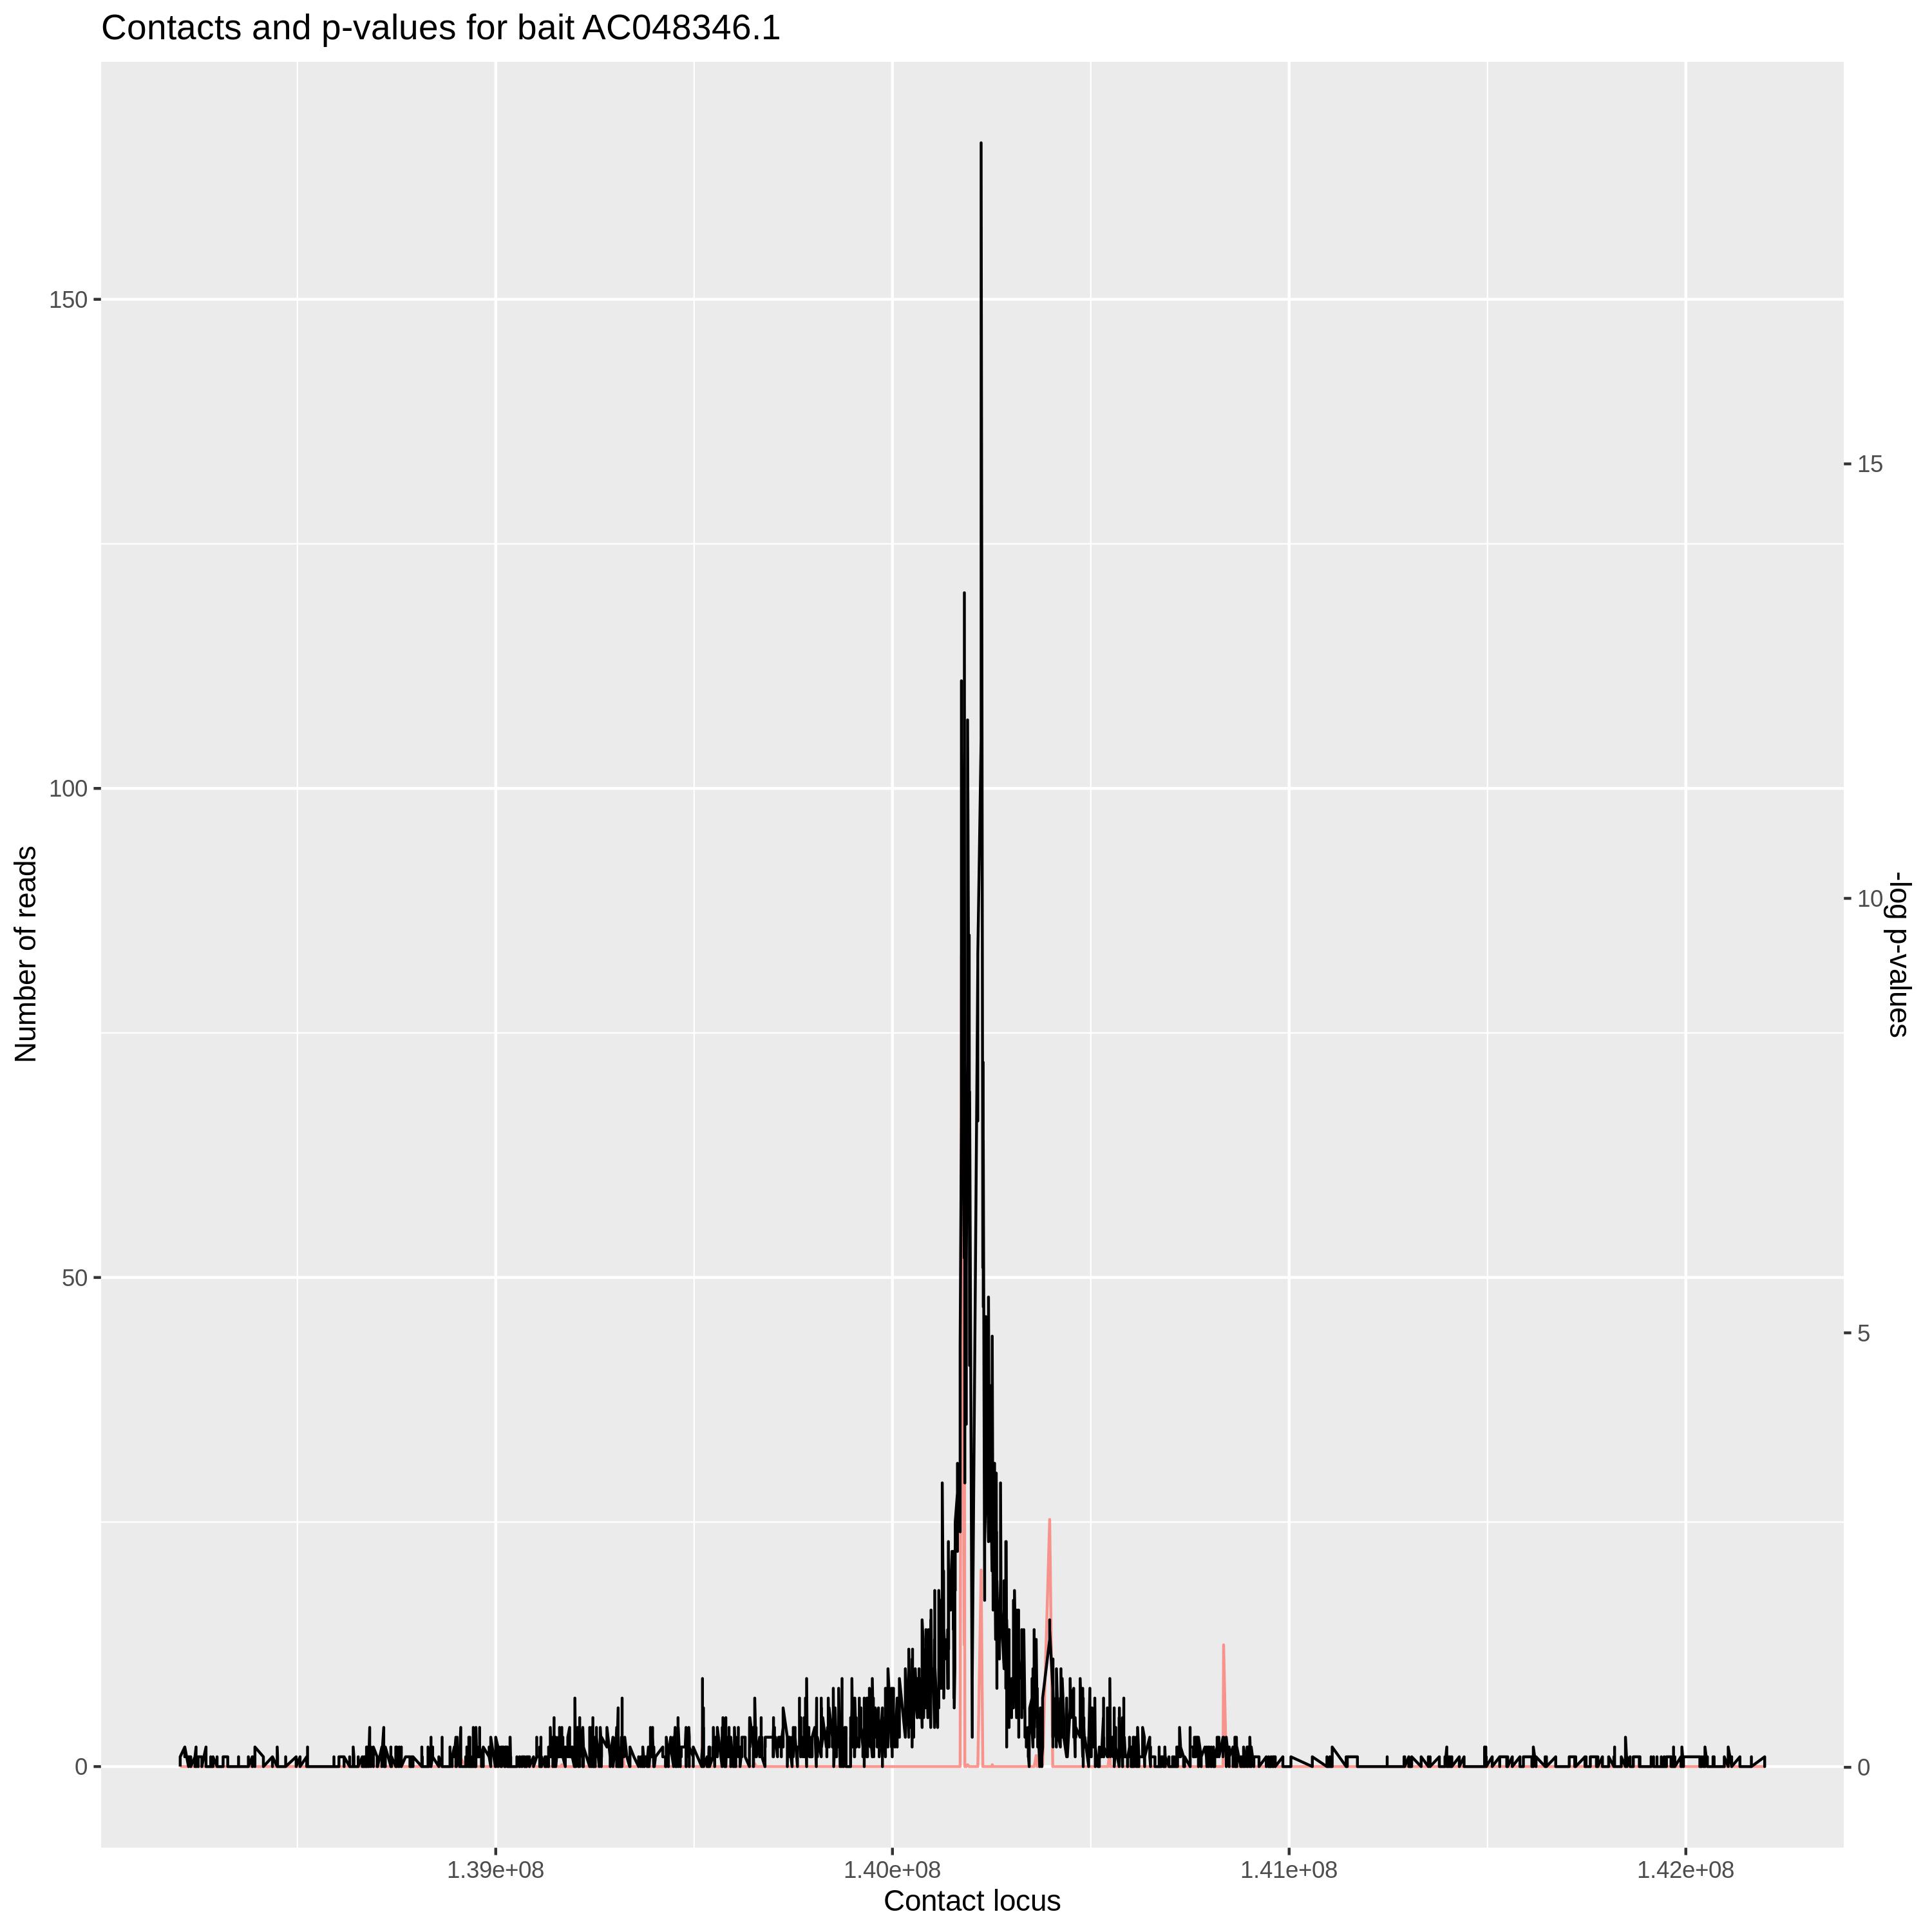 Contacts and p-values for bait AC048346.1
150
100
50
0
Number of reads
15
10
5
0
-log p-values
1.39e+08
1.40e+08
1.41e+08
1.42e+08
Contact locus